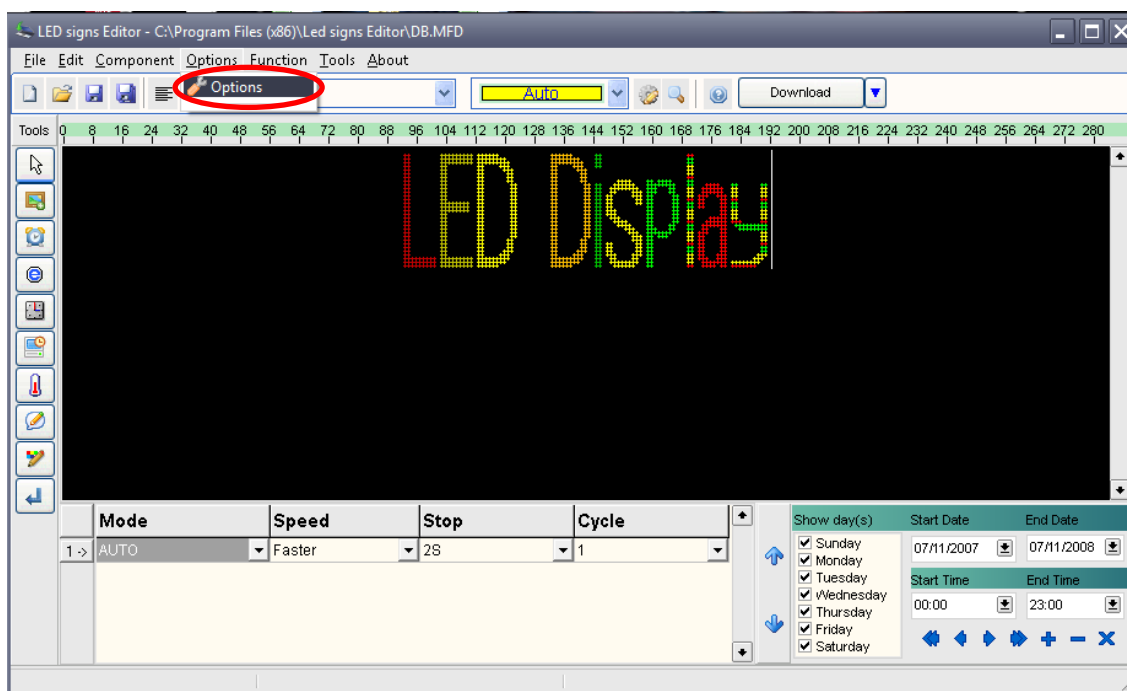 LED signs Editor - C:\Program Files (x86)\Led signs Editor\DB.MFD
File Edit Component Options Function Tools About
Options
Auto
Download
Tools 0 8 16 24 32 40 48 56 64 72 80 88 96 104 112 120 128 136 144 152 160 168 176 184 192 200 208 216 224 232 240 248 256 264 272 280
LED Display
Mode Speed Stop Cycle
1-> AUTO Faster 2S 1
Show day(s) Start Date End Date
Sunday 07/11/2007 07/11/2008
Monday
Tuesday Start Time End Time
Wednesday 00:00 23:00
Thursday
Friday
Saturday